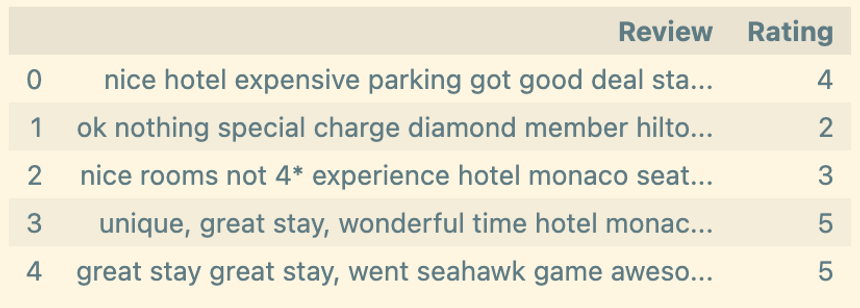 Review Rating
0 nice hotel expensive parking got good deal sta... 4
1 ok nothing special charge diamond member hilto... 2
2 nice rooms not 4* experience hotel monaco seat... 3
3 unique, great stay, wonderful time hotel monac... 5
4 great stay great stay, went seahawk game aweso... 5